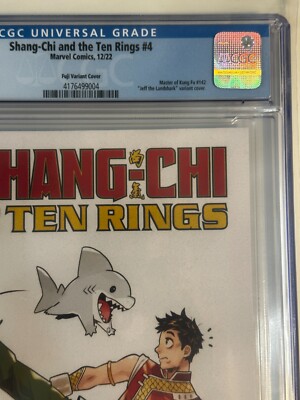 CGC UNIVERSAL GRADE
Shang-Chi and the Ten Rings #4
Marvel Comics, 12/22
Fuji Variant Cover
4176499004
Master of Kung Fu #142
"Jeff the Landshark" variant cover.
CGC
SHANG-CHI
TEN RINGS